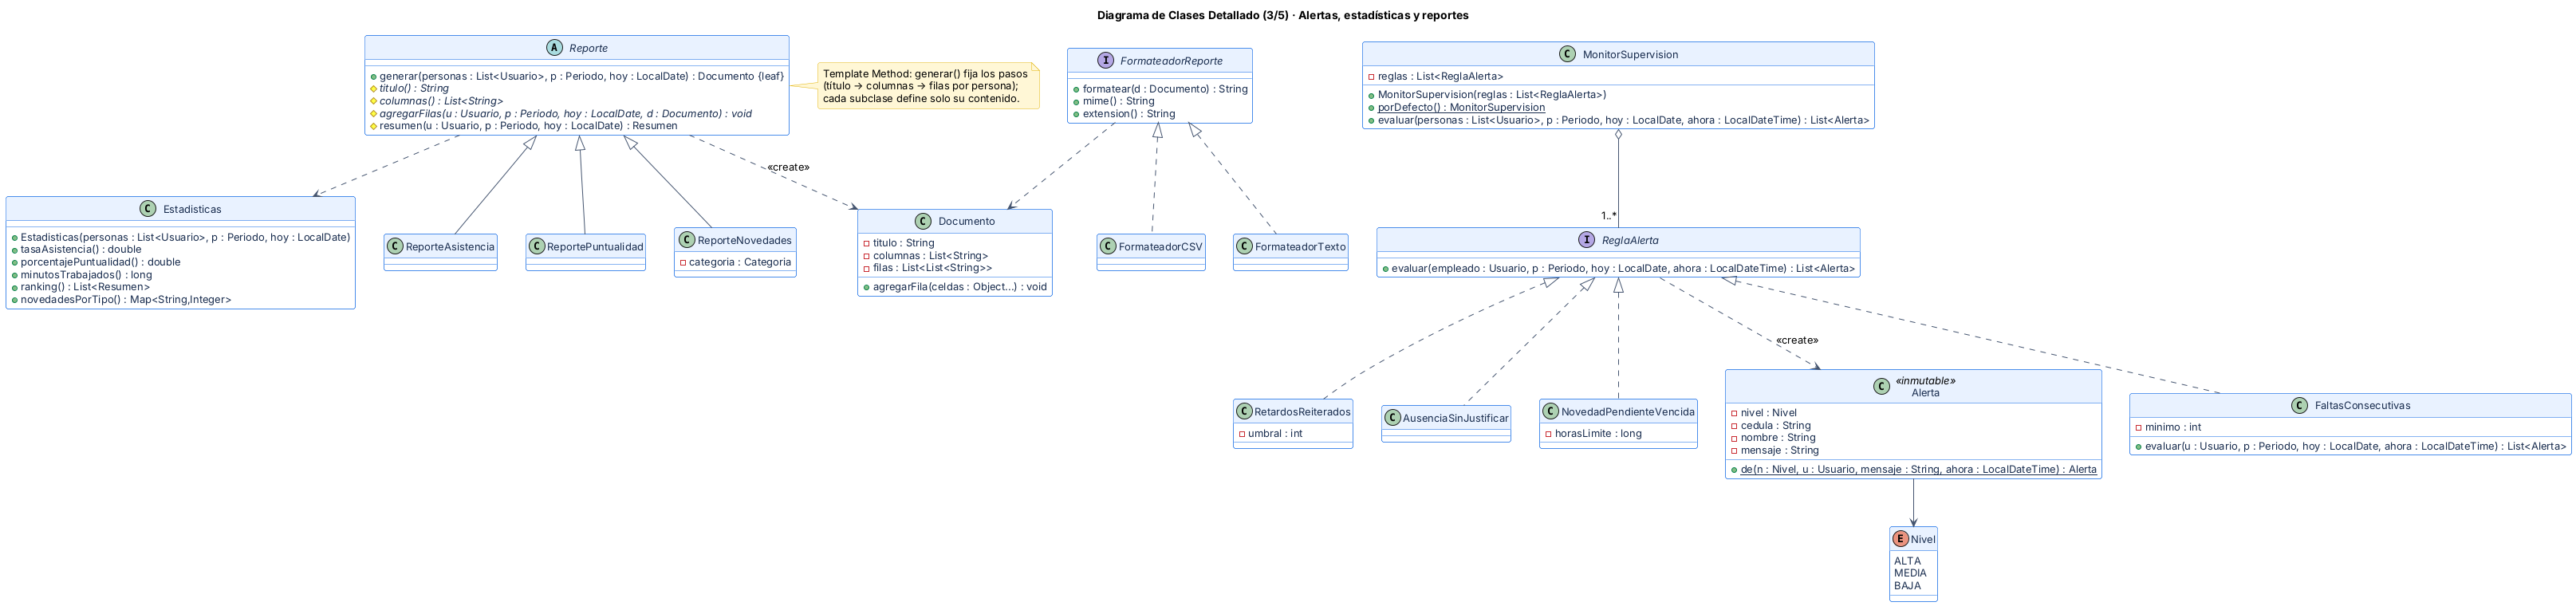 Diagrama de Clases Detallado (3/5) · Alertas, estadísticas y reportes
A Reporte
generar(personas : List<Usuario>, p : Periodo, hoy : LocalDate) : Documento {leaf}
titulo() : String
columnas() : List<String>
agregarFilas(u : Usuario, p : Periodo, hoy : LocalDate, d : Documento) : void
resumen(u : Usuario, p : Periodo, hoy : LocalDate) : Resumen
Template Method: generar() fija los pasos
(título → columnas → filas por persona);
cada subclase define solo su contenido.
I FormateadorReporte
formatear(d : Documento) : String
mime() : String
extension() : String
C MonitorSupervision
reglas : List<ReglaAlerta>
MonitorSupervision(reglas : List<ReglaAlerta>)
porDefecto() : MonitorSupervision
evaluar(personas : List<Usuario>, p : Periodo, hoy : LocalDate, ahora : LocalDateTime) : List<Alerta>
«create»
1..*
C Estadisticas
Estadisticas(personas : List<Usuario>, p : Periodo, hoy : LocalDate)
tasaAsistencia() : double
porcentajePuntualidad() : double
minutosTrabajados() : long
ranking() : List<Resumen>
novedadesPorTipo() : Map<String,Integer>
C ReporteAsistencia
C ReportePuntualidad
C ReporteNovedades
categoria : Categoria
C Documento
titulo : String
columnas : List<String>
filas : List<List<String>>
agregarFila(celdas : Object...) : void
C FormateadorCSV
C FormateadorTexto
I ReglaAlerta
evaluar(empleado : Usuario, p : Periodo, hoy : LocalDate, ahora : LocalDateTime) : List<Alerta>
«create»
C RetardosReiterados
umbral : int
C AusenciaSinJustificar
C NovedadPendienteVencida
horasLimite : long
«inmutable»
C Alerta
nivel : Nivel
cedula : String
nombre : String
mensaje : String
de(n : Nivel, u : Usuario, mensaje : String, ahora : LocalDateTime) : Alerta
C FaltasConsecutivas
minimo : int
evaluar(u : Usuario, p : Periodo, hoy : LocalDate, ahora : LocalDateTime) : List<Alerta>
E Nivel
ALTA
MEDIA
BAJA